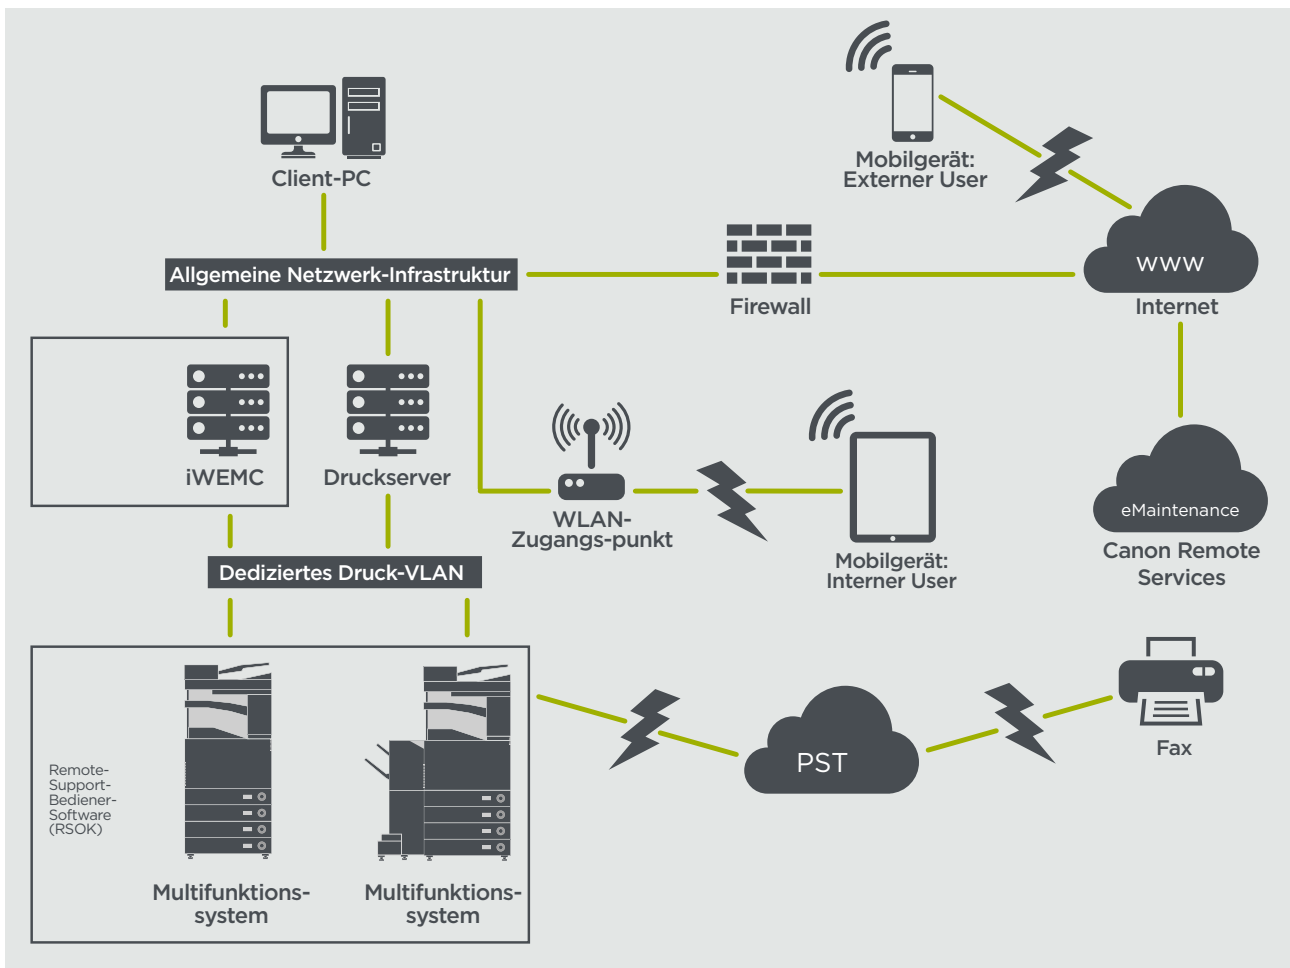 Mobilgerät:
Externer User
Client-PC
Allgemeine Netzwerk-Infrastruktur
Firewall
www
Internet
iWEMC
Druckserver
WLAN-
Zugangs-punkt
Mobilgerät:
Interner User
eMaintenance
Canon Remote
Services
Dediziertes Druck-VLAN
Remote-
Support-
Bediener-
Software
(RSOK)
Multifunktions-
system
Multifunktions-
system
PST
Fax